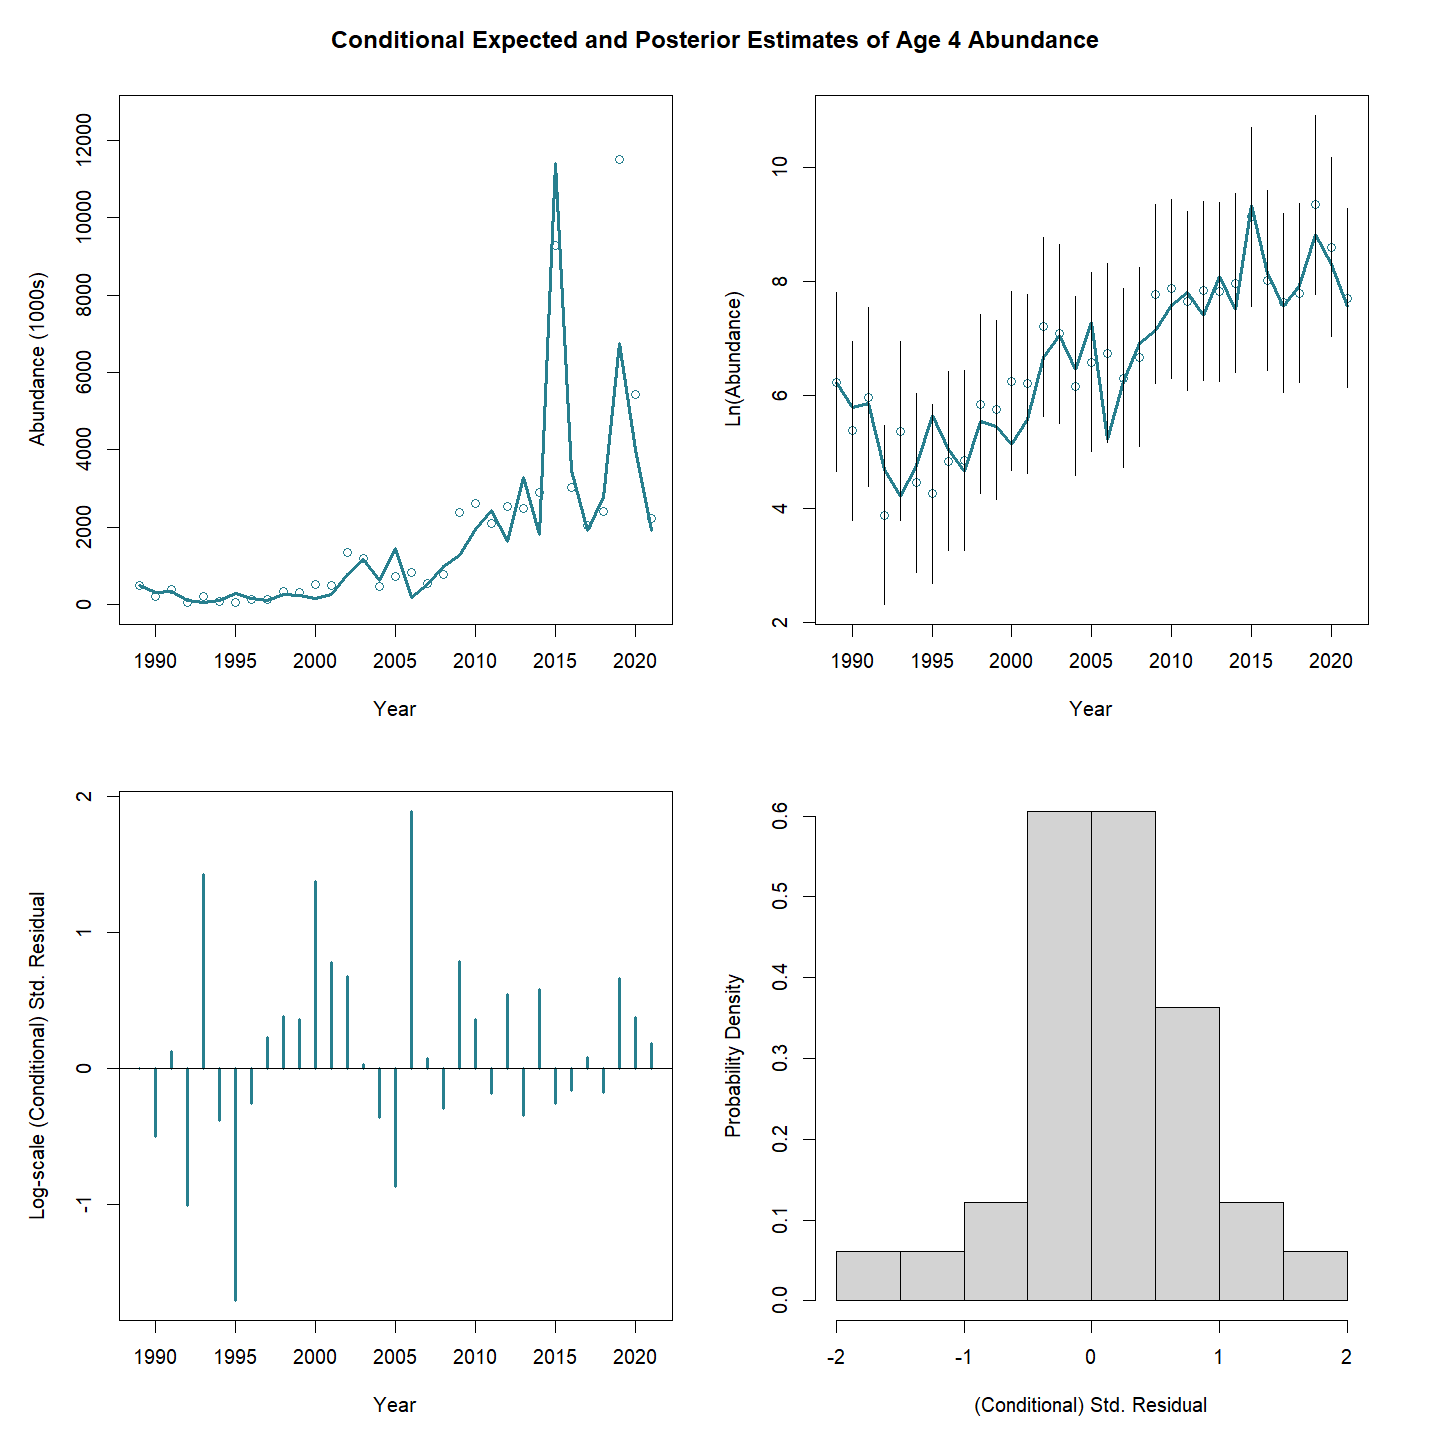 Conditional Expected and Posterior Estimates of Age 4 Abundance
Abundance (1000s)
12000
10000
8000
6000
4000
2000
0
1990 1995 2000 2005 2010 2015 2020
Year
Ln(Abundance)
10
8
6
4
2
1990 1995 2000 2005 2010 2015 2020
Year
Log-scale (Conditional) Std. Residual
2
1
0
-1
1990 1995 2000 2005 2010 2015 2020
Year
Probability Density
0.6
0.5
0.4
0.3
0.2
0.1
0.0
-2 -1 0 1 2
(Conditional) Std. Residual